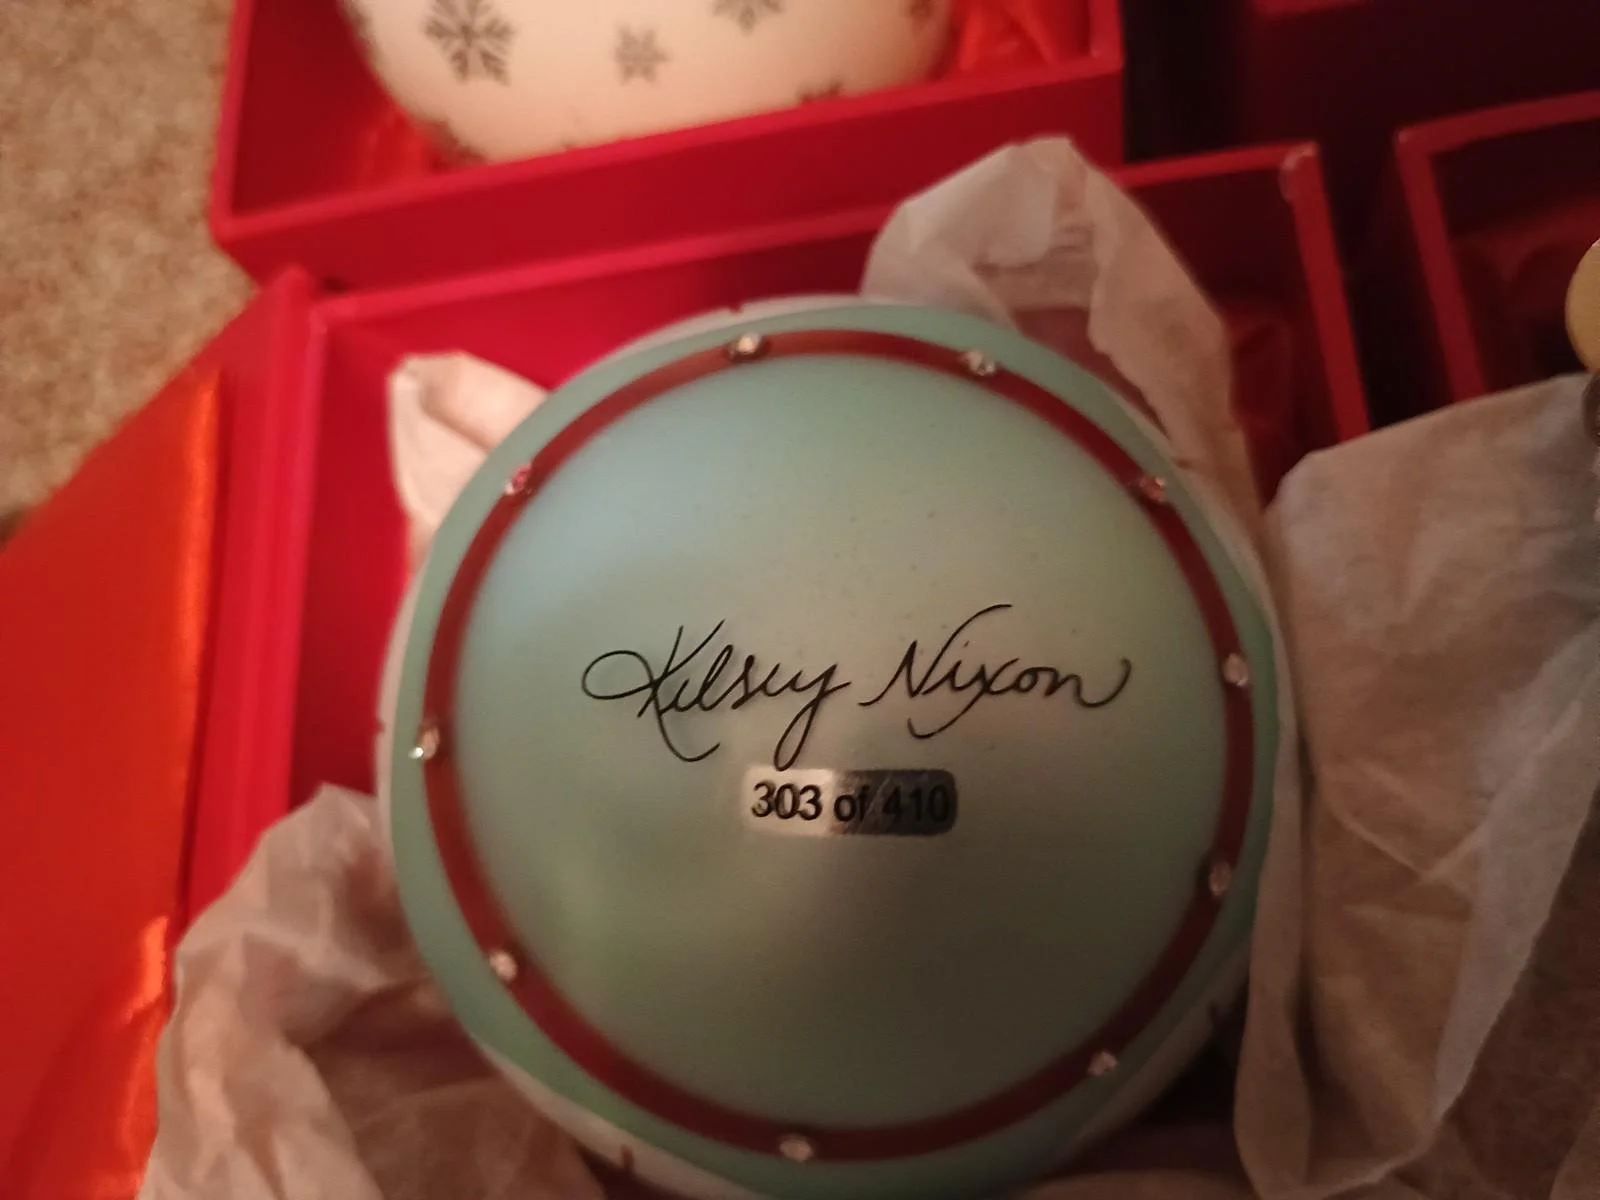 Kelsey Nixon
303 of 410